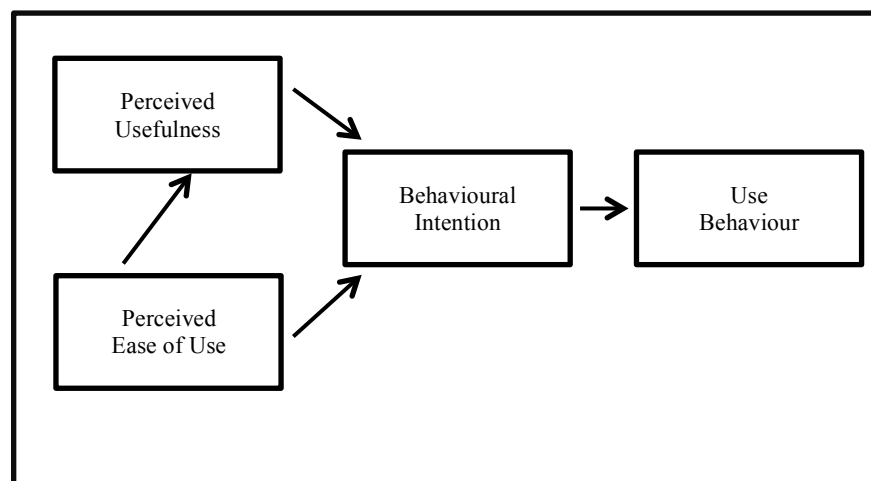 Perceived
Usefulness
Behavioural
Intention
Use
Behaviour
Perceived
Ease of Use